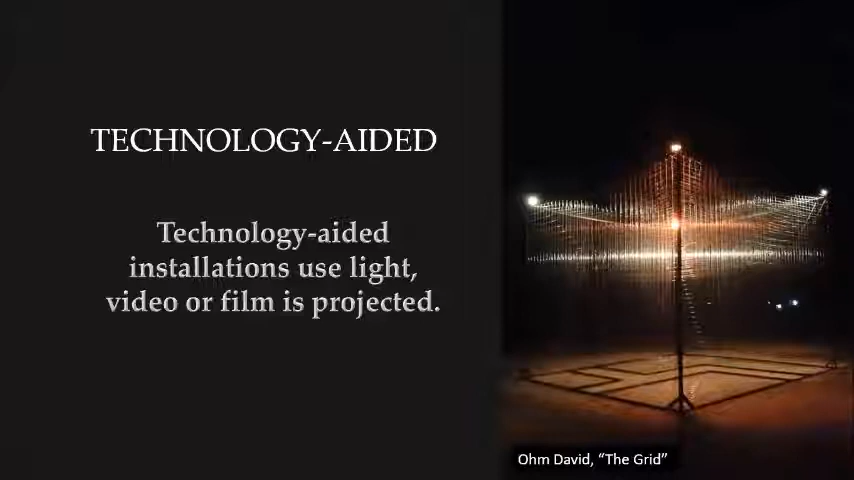 TECHNOLOGY-AIDED
Technology-aided
installations use light,
video or film is projected.
Ohm David, “The Grid”